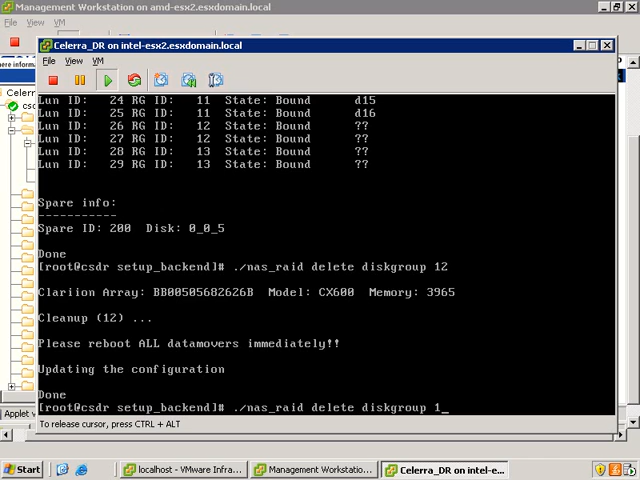 Management Workstation on amd-esx2.esxdomain.local
File View VM
Celerra_DR on intel-esx2.esxdomain.local
File View VM
Lun ID: 24 RG ID: 11 State: Bound d15
Lun ID: 25 RG ID: 11 State: Bound d16
Lun ID: 26 RG ID: 12 State: Bound ??
Lun ID: 27 RG ID: 12 State: Bound ??
Lun ID: 28 RG ID: 13 State: Bound ??
Lun ID: 29 RG ID: 13 State: Bound ??
Spare info:
-----------
Spare ID: 200 Disk: 0_0_5
Done
[root@csdr setup_backend]# ./nas_raid delete diskgroup 12
Clariion Array: BB00505682626B Model: CX600 Memory: 3965
Cleanup (12) ...
Please reboot ALL datamovers immediately!!
Updating the configuration
Done
[root@csdr setup_backend]# ./nas_raid delete diskgroup 1_
To release cursor, press CTRL + ALT
Applet
Start
localhost - VMware Infra...
Management Workstatio...
Celerra_DR on intel-e...